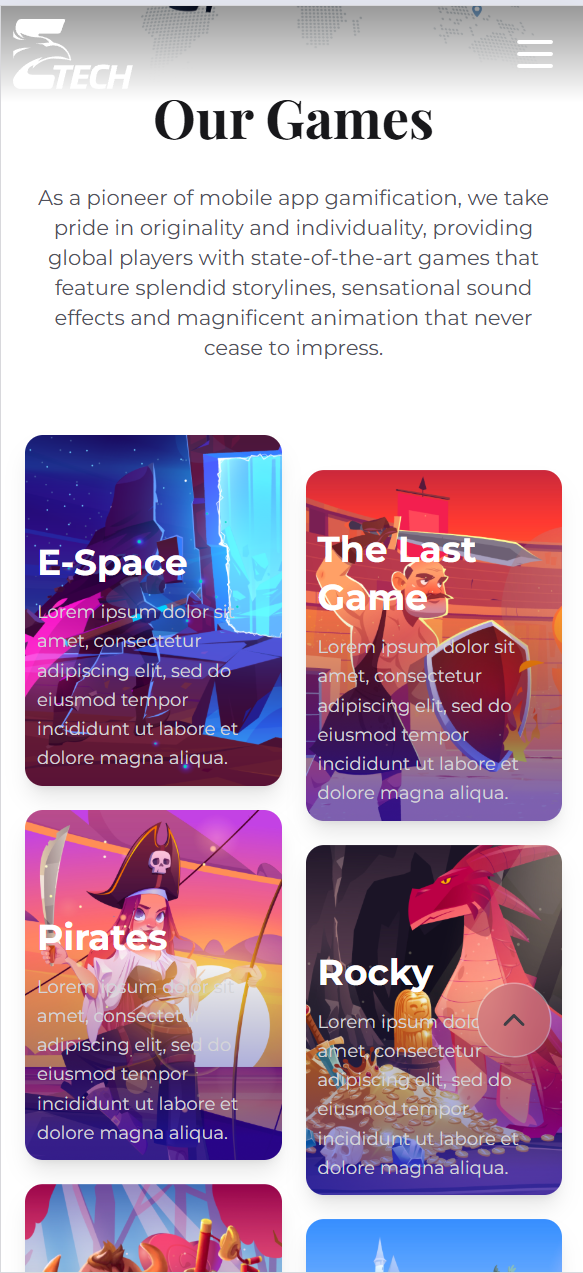 ETECH
Our Games
As a pioneer of mobile app gamification, we take
pride in originality and individuality, providing
global players with state-of-the-art games that
feature splendid storylines, sensational sound
effects and magnificent animation that never
cease to impress.
E-Space
Lorem ipsum dolor sit
amet, consectetur
adipiscing elit, sed do
eiusmod tempor
incididunt ut labore et
dolore magna aliqua.
The Last
Game
Lorem ipsum dolor sit
amet, consectetur
adipiscing elit, sed do
eiusmod tempor
incididunt ut labore et
dolore magna aliqua.
Pirates
Lorem ipsum dolor sit
amet, consectetur
adipiscing elit, sed do
eiusmod tempor
incididunt ut labore et
dolore magna aliqua.
Rocky
Lorem ipsum
amet, consectetur
adipiscing elit, sed do
eiusmod tempor
incididunt ut labore et
dolore magna aliqua.